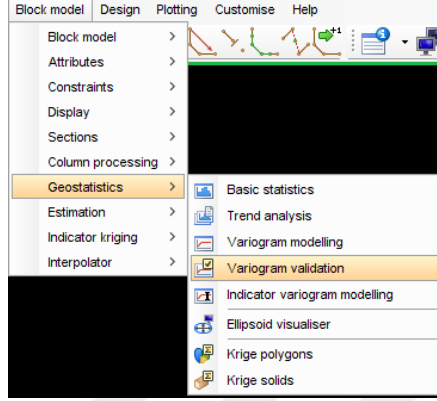 Block model Design Plotting Customise Help
Block model
Attributes
Constraints
Display
Sections
Column processing
Geostatistics
Estimation
Indicator kriging
Interpolator
Basic statistics
Trend analysis
Variogram modelling
Variogram validation
Indicator variogram modelling
Ellipsoid visualiser
Krige polygons
Krige solids
+1